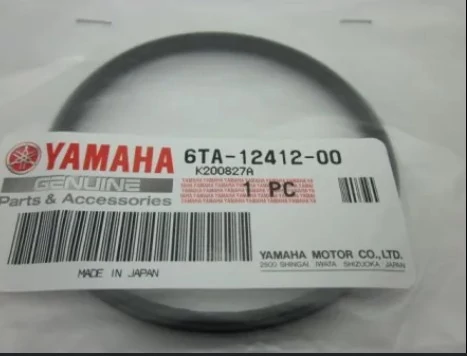 YAMAHA 6TA-12412-00
K200827A
GENUINE
1 PC
Parts & Accessories
YAMAHA MOTOR CO.,LTD.
2500 SHINGAI, IWATA, SHIZUOKA, JAPAN
MADE IN JAPAN